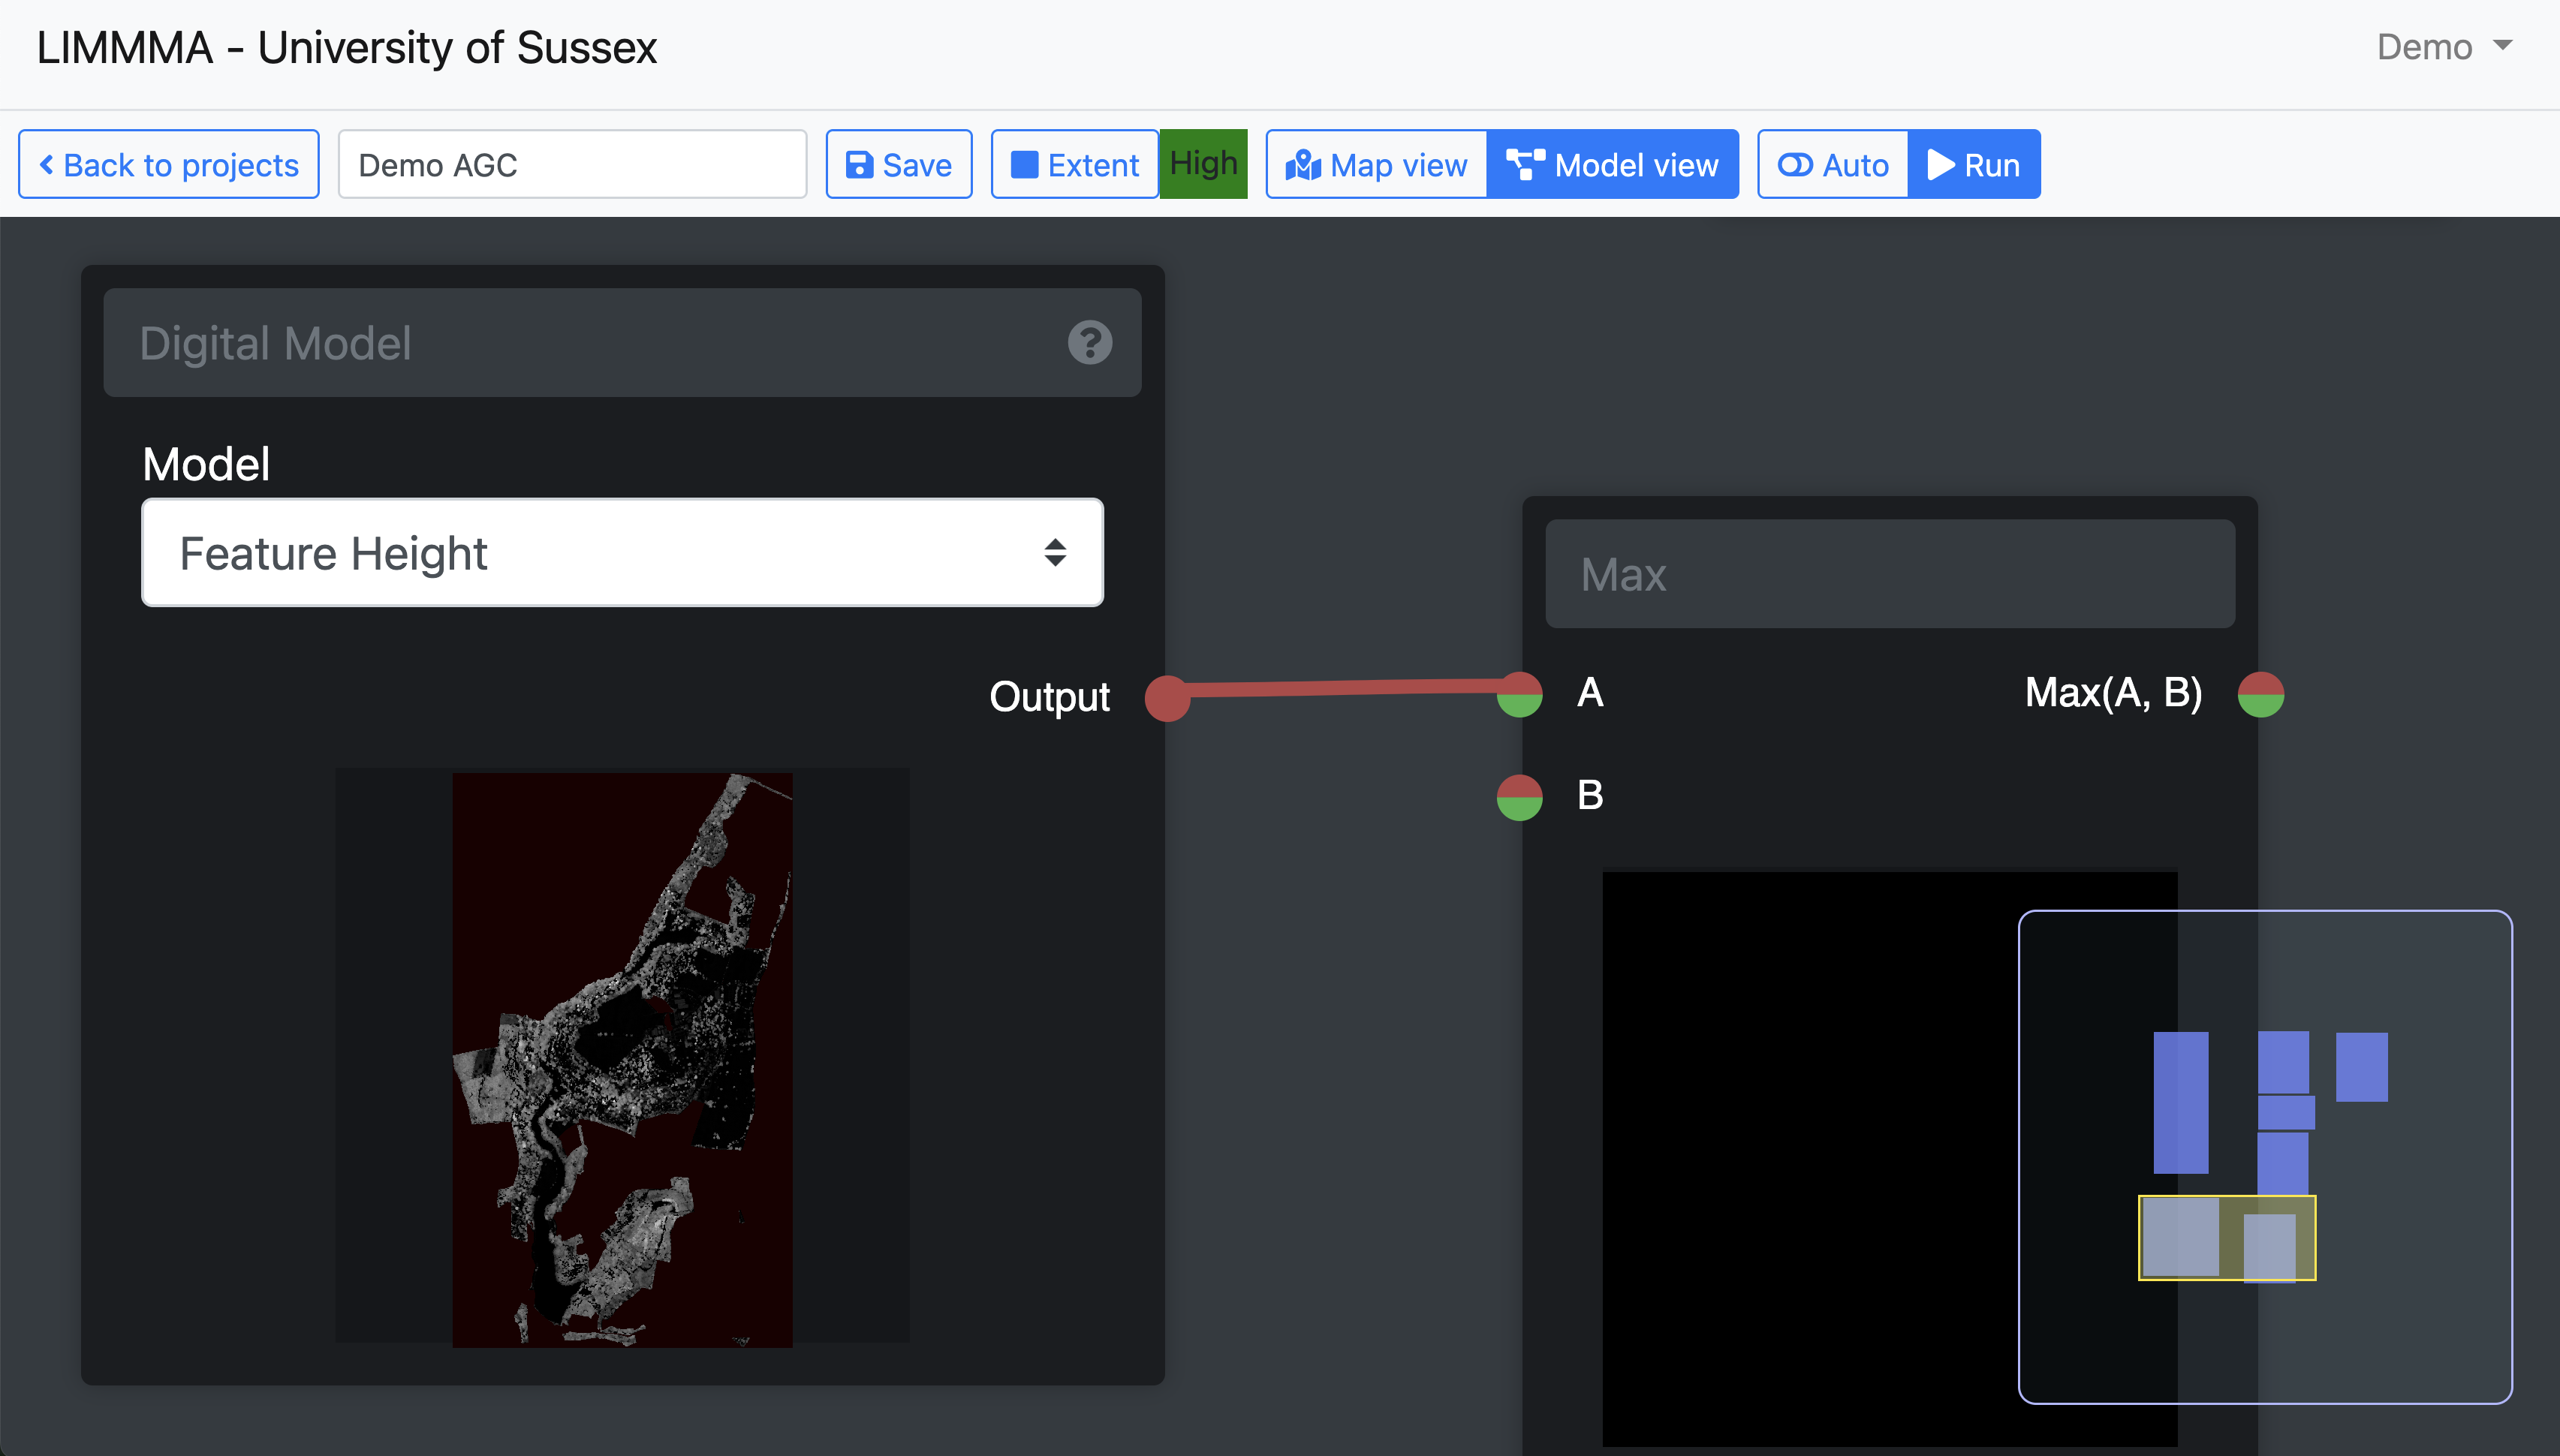 LIMMMA - University of Sussex
Demo
Back to projects
Demo AGC
Save
Extent
High
Map view
Model view
Auto
Run
Digital Model
?
Model
Feature Height
Output
Max
A
Max(A, B)
B